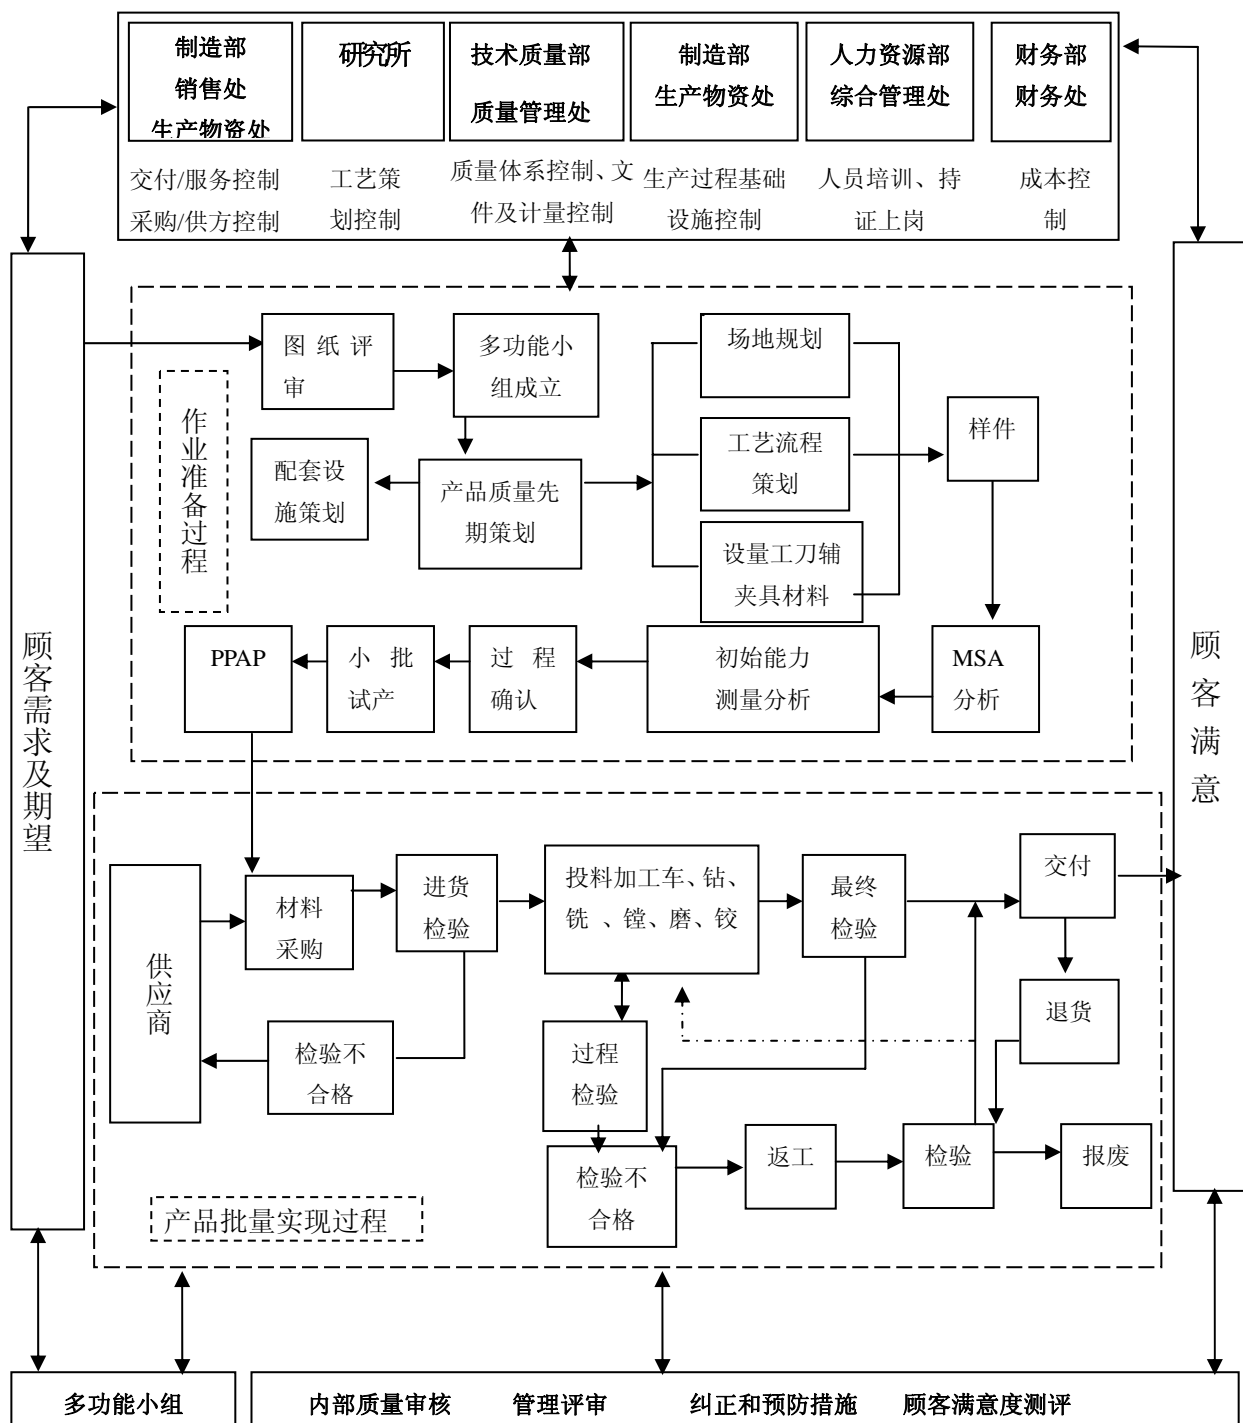 制造部
销售处
生产物资处
研究所
技术质量部
质量管理处
制造部
生产物资处
人力资源部
综合管理处
财务部
财务处
交付/服务控制
采购/供方控制
工艺策
划控制
质量体系控制、文
件及计量控制
生产过程基础
设施控制
人员培训、持
证上岗
成本控
制
顾客需求及期望
作业准备过程
图纸评
审
多功能小
组成立
场地规划
配套设
施策划
产品质量先
期策划
工艺流程
策划
样件
设量工刀辅
夹具材料
PPAP
小批
试产
过程
确认
初始能力
测量分析
MSA
分析
顾客满意
供应商
材料
采购
进货
检验
投料加工车、钻、
铣 、镗、磨、铰
最终
检验
交付
检验不
合格
过程
检验
退货
检验不
合格
返工
检验
报废
产品批量实现过程
多功能小组
内部质量审核 管理评审 纠正和预防措施 顾客满意度测评